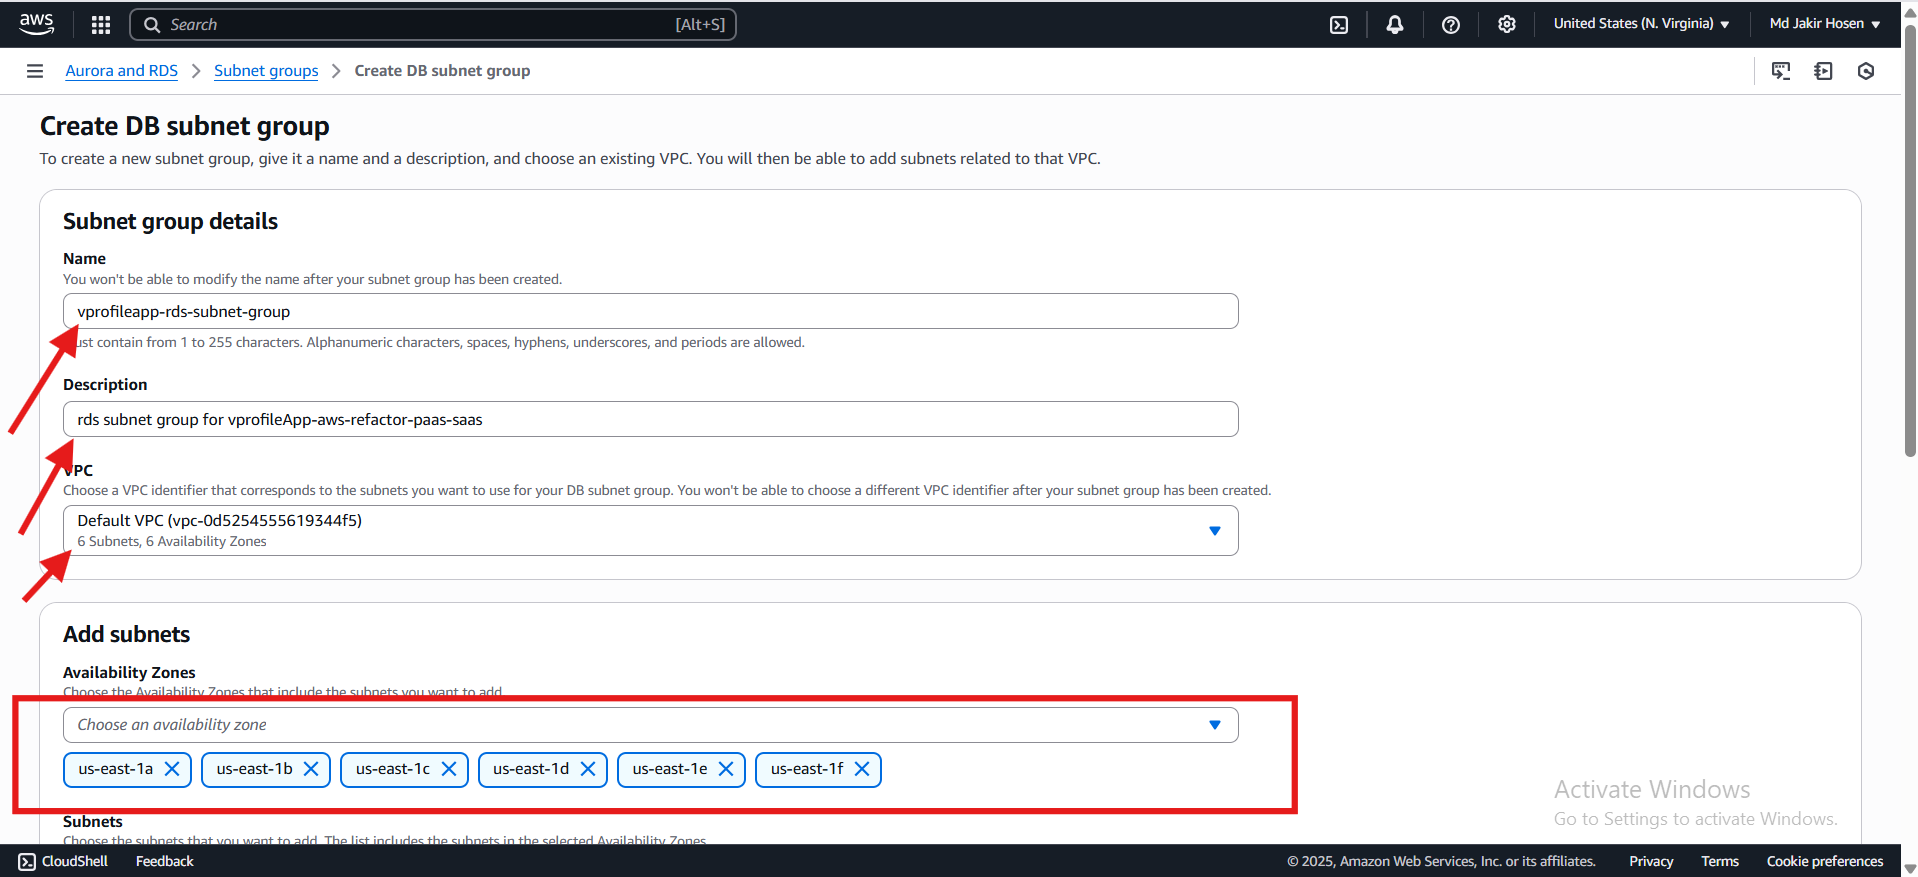 aws
Search [Alt+S]
United States (N. Virginia)
Md Jakir Hosen
Aurora and RDS
Subnet groups
Create DB subnet group
Create DB subnet group
To create a new subnet group, give it a name and a description, and choose an existing VPC. You will then be able to add subnets related to that VPC.
Subnet group details
Name
You won't be able to modify the name after your subnet group has been created.
vprofileapp-rds-subnet-group
contain from 1 to 255 characters. Alphanumeric characters, spaces, hyphens, underscores, and periods are allowed.
Description
rds subnet group for vprofileApp-aws-refactor-paas-saas
VPC
Choose a VPC identifier that corresponds to the subnets you want to use for your DB subnet group. You won't be able to choose a different VPC identifier after your subnet group has been created.
Default VPC (vpc-0d5254555619344f5)
6 Subnets, 6 Availability Zones
Add subnets
Availability Zones
Choose the Availability Zones that include the subnets you want to add.
Choose an availability zone
us-east-1a
us-east-1b
us-east-1c
us-east-1d
us-east-1e
us-east-1f
Subnets
Choose the subnets that you want to add. The list includes the subnets in the selected Availability Zones.
Activate Windows
Go to Settings to activate Windows.
CloudShell
Feedback
© 2025, Amazon Web Services, Inc. or its affiliates.
Privacy
Terms
Cookie preferences